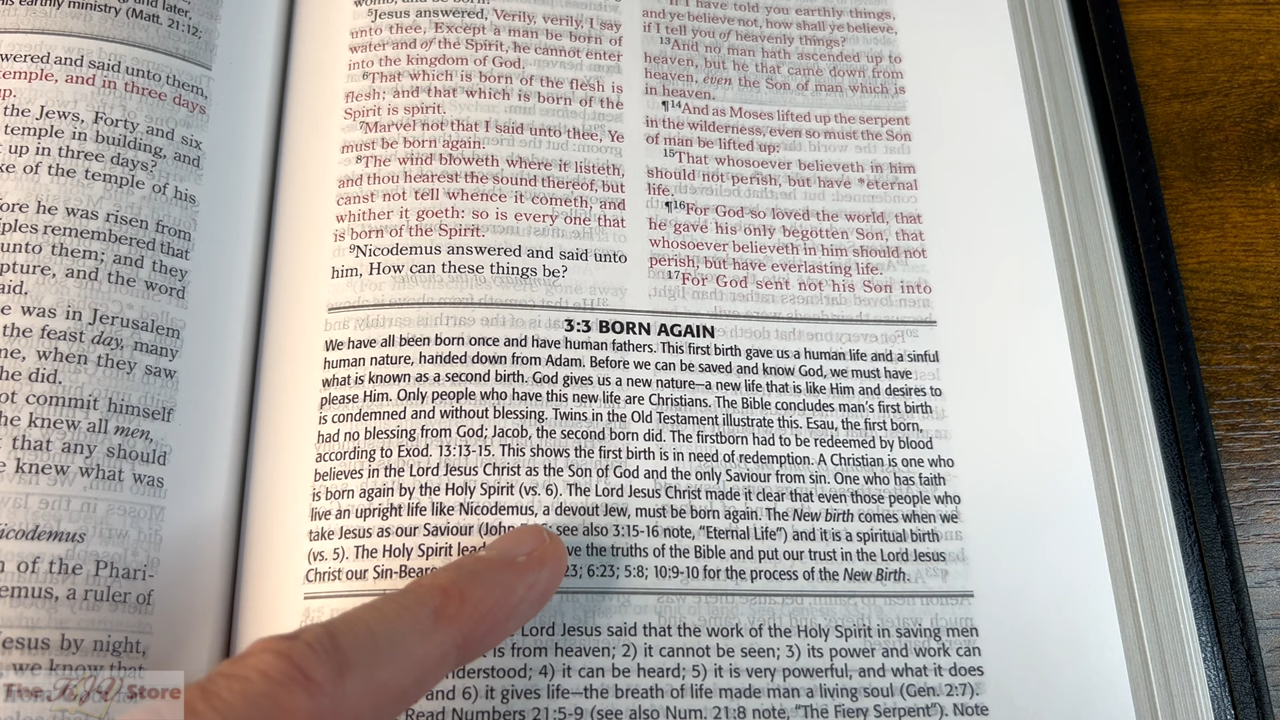 is earthly ministry (Matt. 21:12;
wered and said unto them,
temple, and in three days
up.
the Jews, Forty and six
temple in building, and
up in three days?
ke of the temple of his
ore he was risen from
iples remembered that
unto them; and they
pture, and the word
aid.
e was in Jerusalem
the feast day, many
me, when they saw
he did.
ot commit himself
he knew all men,
that any should
e knew what was
icodemus
n of the Phari-
emus, a ruler of
esus by night,
we know that
womb, and be born?
5Jesus answered, Verily, verily, I say
unto thee, Except a man be born of
water and of the Spirit, he cannot enter
into the kingdom of God.
6That which is born of the flesh is
flesh; and that which is born of the
Spirit is spirit.
7Marvel not that I said unto thee, Ye
must be born again.
8The wind bloweth where it listeth,
and thou hearest the sound thereof, but
canst not tell whence it cometh, and
whither it goeth: so is every one that
is born of the Spirit.
9Nicodemus answered and said unto
him, How can these things be?
If I have told you earthly things,
and ye believe not, how shall ye believe,
if I tell you of heavenly things?
13And no man hath ascended up to
heaven, but he that came down from
heaven, even the Son of man which is
in heaven.
¶14And as Moses lifted up the serpent
in the wilderness, even so must the Son
of man be lifted up:
15That whosoever believeth in him
should not perish, but have *eternal
life.
¶16For God so loved the world, that
he gave his only begotten Son, that
whosoever believeth in him should not
perish, but have everlasting life.
17For God sent not his Son into
3:3 BORN AGAIN
We have all been born once and have human fathers. This first birth gave us a human life and a sinful
human nature, handed down from Adam. Before we can be saved and know God, we must have
what is known as a second birth. God gives us a new nature—a new life that is like Him and desires to
please Him. Only people who have this new life are Christians. The Bible concludes man's first birth
is condemned and without blessing. Twins in the Old Testament illustrate this. Esau, the first born,
had no blessing from God; Jacob, the second born did. The firstborn had to be redeemed by blood
according to Exod. 13:13-15. This shows the first birth is in need of redemption. A Christian is one who
believes in the Lord Jesus Christ as the Son of God and the only Saviour from sin. One who has faith
is born again by the Holy Spirit (vs. 6). The Lord Jesus Christ made it clear that even those people who
live an upright life like Nicodemus, a devout Jew, must be born again. The New birth comes when we
take Jesus as our Saviour (John see also 3:15-16 note, "Eternal Life") and it is a spiritual birth
(vs. 5). The Holy Spirit lead ve the truths of the Bible and put our trust in the Lord Jesus
Christ our Sin-Bear 23; 6:23; 5:8; 10:9-10 for the process of the New Birth.
Lord Jesus said that the work of the Holy Spirit in saving men
is from heaven; 2) it cannot be seen; 3) its power and work can
nderstood; 4) it can be heard; 5) it is very powerful, and what it does
and 6) it gives life—the breath of life made man a living soul (Gen. 2:7).
Read Numbers 21:5-9 (see also Num. 21:8 note, "The Fiery Serpent"). Note
The Store